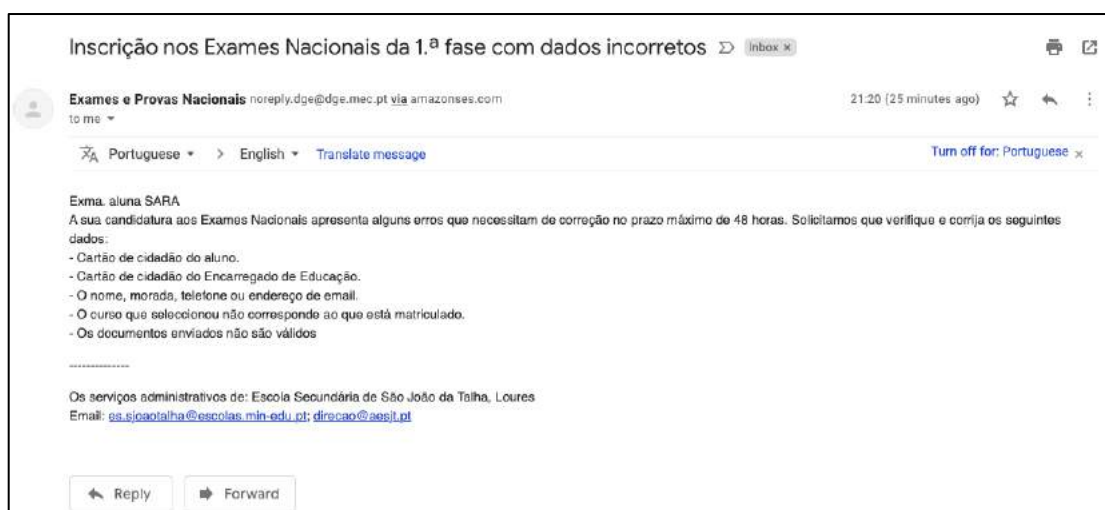 Inscrição nos Exames Nacionais da 1.ª fase com dados incorretos Inbox ×
Exames e Provas Nacionais noreply.dge@dge.mec.pt via amazonses.com 21:20 (25 minutes ago)
to me
Portuguese > English Translate message Turn off for: Portuguese ×
Exma. aluna SARA
A sua candidatura aos Exames Nacionais apresenta alguns erros que necessitam de correção no prazo máximo de 48 horas. Solicitamos que verifique e corrija os seguintes
dados:
- Cartão de cidadão do aluno.
- Cartão de cidadão do Encarregado de Educação.
- O nome, morada, telefone ou endereço de email.
- O curso que seleccionou não corresponde ao que está matriculado.
- Os documentos enviados não são válidos
--------------
Os serviços administrativos de: Escola Secundária de São João da Talha, Loures
Email: es.sjoaotalha@escolas.min-edu.pt; direcao@aesjt.pt
Reply Forward